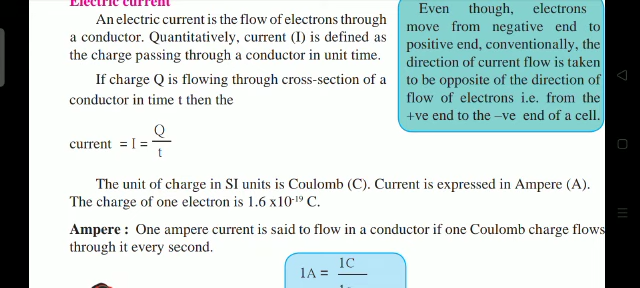 Electric current
An electric current is the flow of electrons through
a conductor. Quantitatively, current (I) is defined as
the charge passing through a conductor in unit time.
If charge Q is flowing through cross-section of a
conductor in time t then the
current = I = Q
t
Even though, electrons
move from negative end to
positive end, conventionally, the
direction of current flow is taken
to be opposite of the direction of
flow of electrons i.e. from the
+ve end to the –ve end of a cell.
The unit of charge in SI units is Coulomb (C). Current is expressed in Ampere (A).
The charge of one electron is 1.6 x10⁻¹⁹ C.
Ampere : One ampere current is said to flow in a conductor if one Coulomb charge flows
through it every second.
1A = 1C